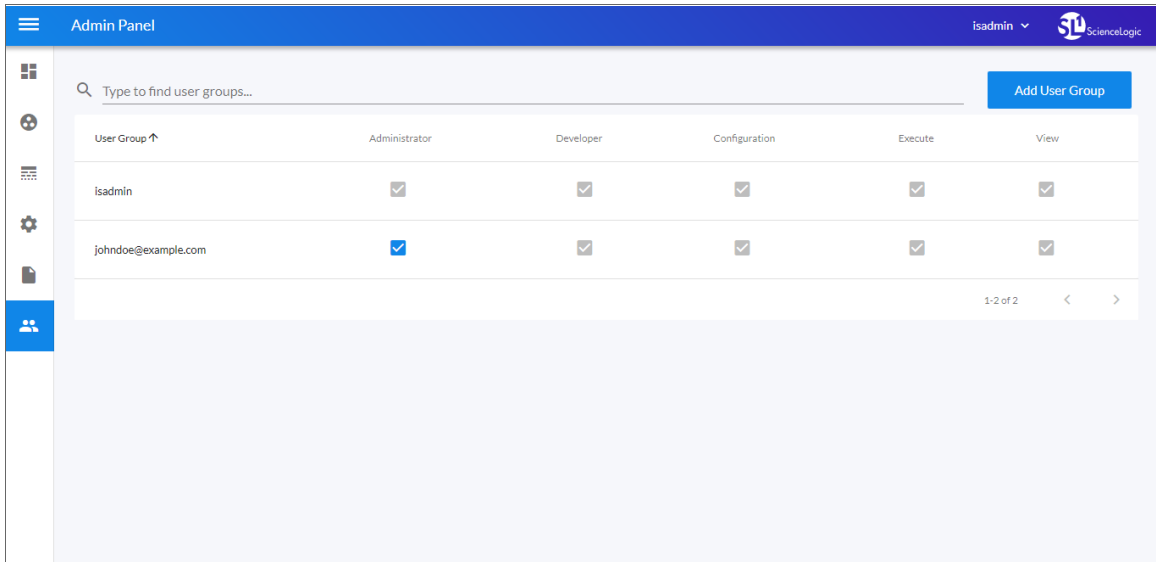 Admin Panel
isadmin
SL1 ScienceLogic
Type to find user groups...
Add User Group
User Group Administrator Developer Configuration Execute View
isadmin
johndoe@example.com
1-2 of 2